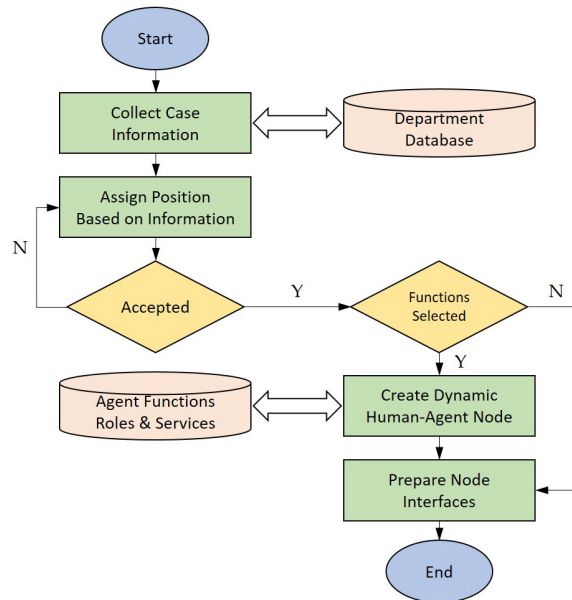 Start
Collect Case
Information
Department
Database
Assign Position
Based on Information
N
Accepted
Y
Functions
Selected
N
Y
Agent Functions
Roles & Services
Create Dynamic
Human-Agent Node
Prepare Node
Interfaces
End